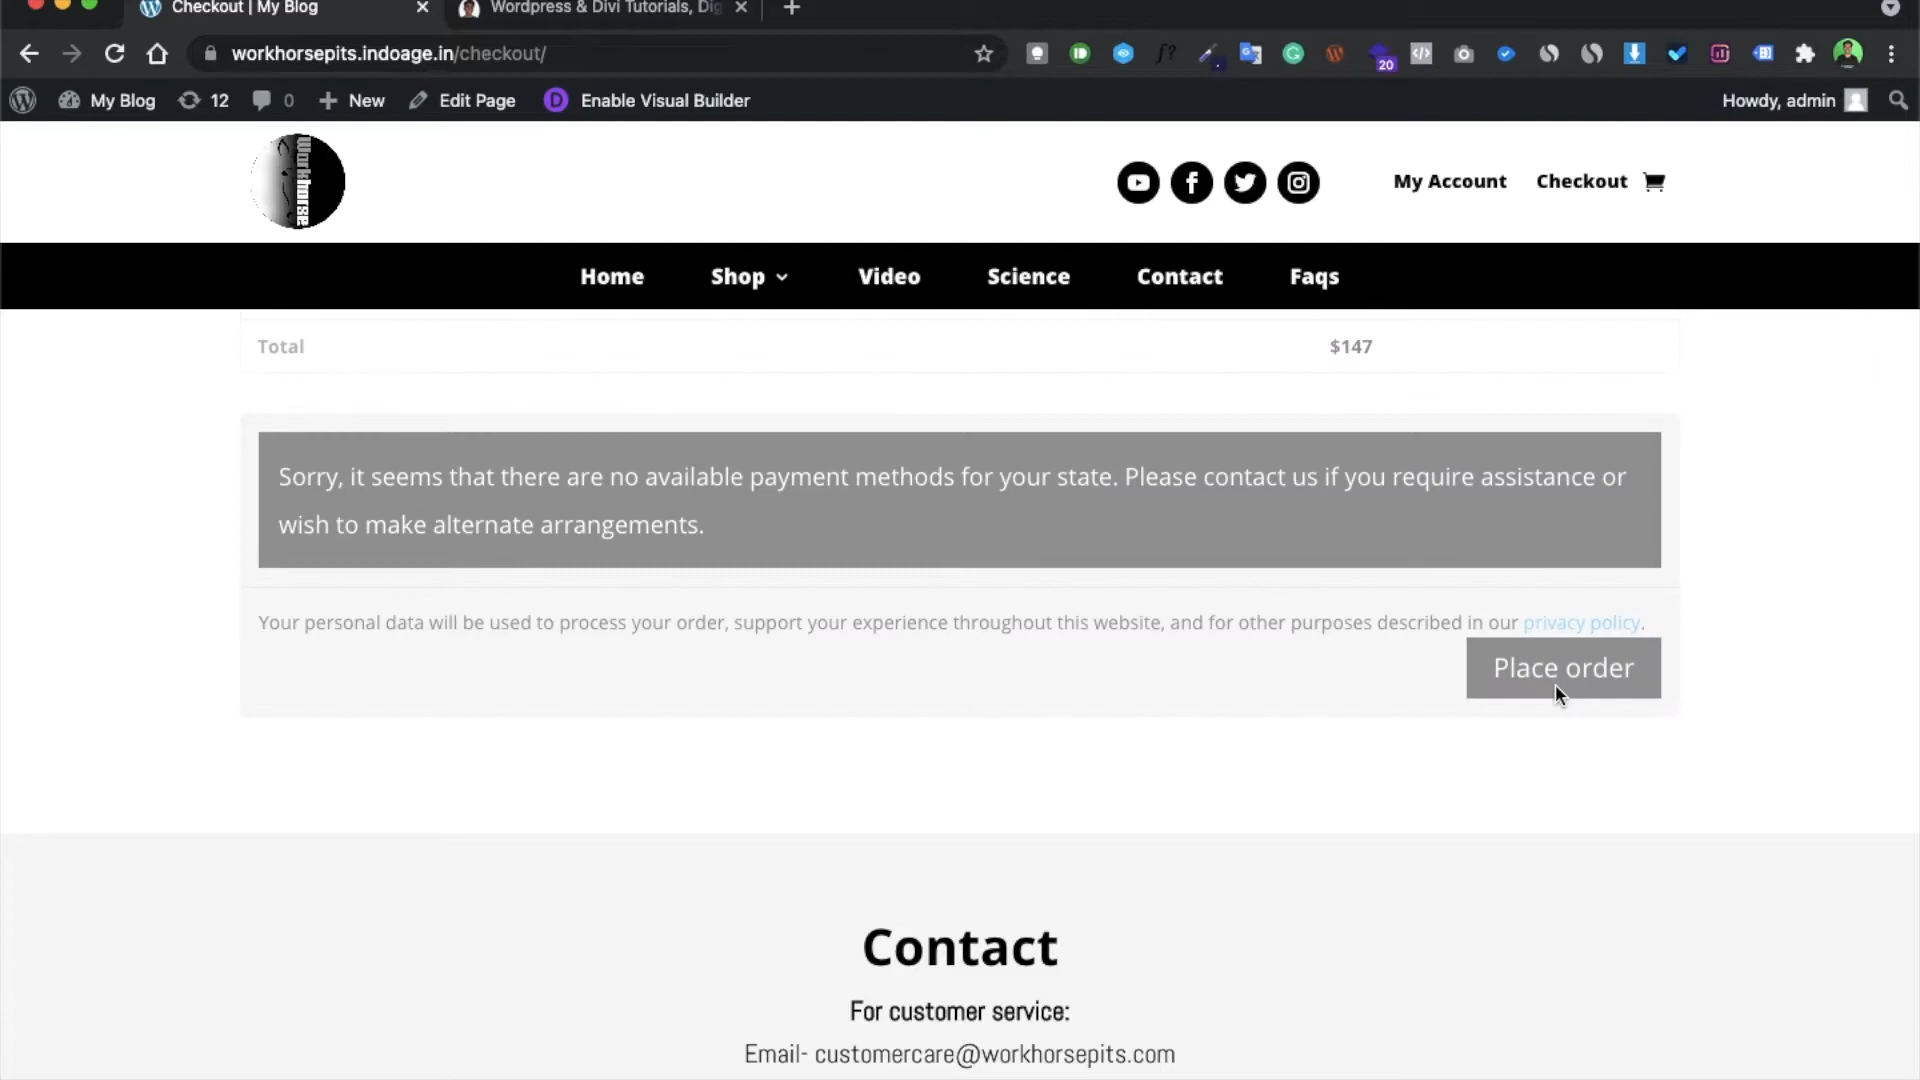 Checkout | My Blog
Wordpress & Divi Tutorials, Dig
workhorsepits.indoage.in/checkout/
20
My Blog
12
0
New
Edit Page
Enable Visual Builder
Howdy, admin
Workhorse
My Account
Checkout
Home
Shop
Video
Science
Contact
Faqs
Total
$147
Sorry, it seems that there are no available payment methods for your state. Please contact us if you require assistance or
wish to make alternate arrangements.
Your personal data will be used to process your order, support your experience throughout this website, and for other purposes described in our privacy policy.
Place order
Contact
For customer service:
Email- customercare@workhorsepits.com